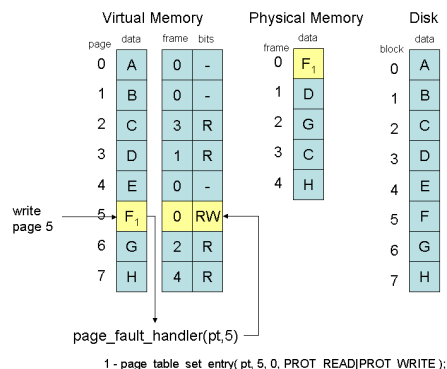 Virtual Memory Physical Memory Disk
page data frame bits frame data block data
0 A 0 - 0 F1 0 A
1 B 0 - 1 D 1 B
2 C 3 R 2 G 2 C
3 D 1 R 3 C 3 D
4 E 0 - 4 H 4 E
write page 5
5 F1 0 RW 5 F
6 G 2 R 6 G
7 H 4 R 7 H
page_fault_handler(pt,5)
1 - page_table_set_entry( pt, 5, 0, PROT_READ|PROT_WRITE );